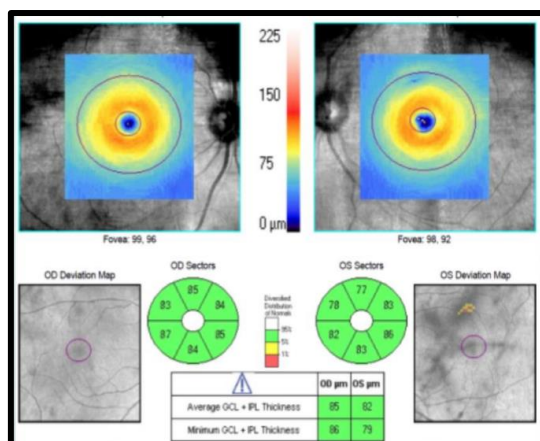 225
150
75
0 µm
Fovea: 99, 96
Fovea: 98, 92
OD Deviation Map
OD Sectors
OS Sectors
OS Deviation Map
85
83
84
87
85
84
Diversified
Distribution
of Normals
95%
5%
1%
77
78
83
82
86
83
OD µm
OS µm
Average GCL + IPL Thickness
85
82
Minimum GCL + IPL Thickness
86
79